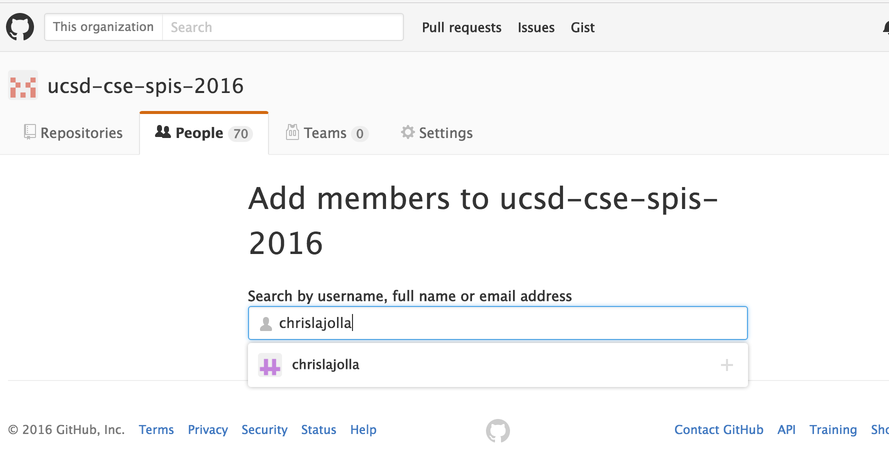 This organization Search Pull requests Issues Gist
ucsd-cse-spis-2016
Repositories People 70 Teams 0 Settings
Add members to ucsd-cse-spis-
2016
Search by username, full name or email address
chrislajolla
chrislajolla
© 2016 GitHub, Inc. Terms Privacy Security Status Help Contact GitHub API Training Sho